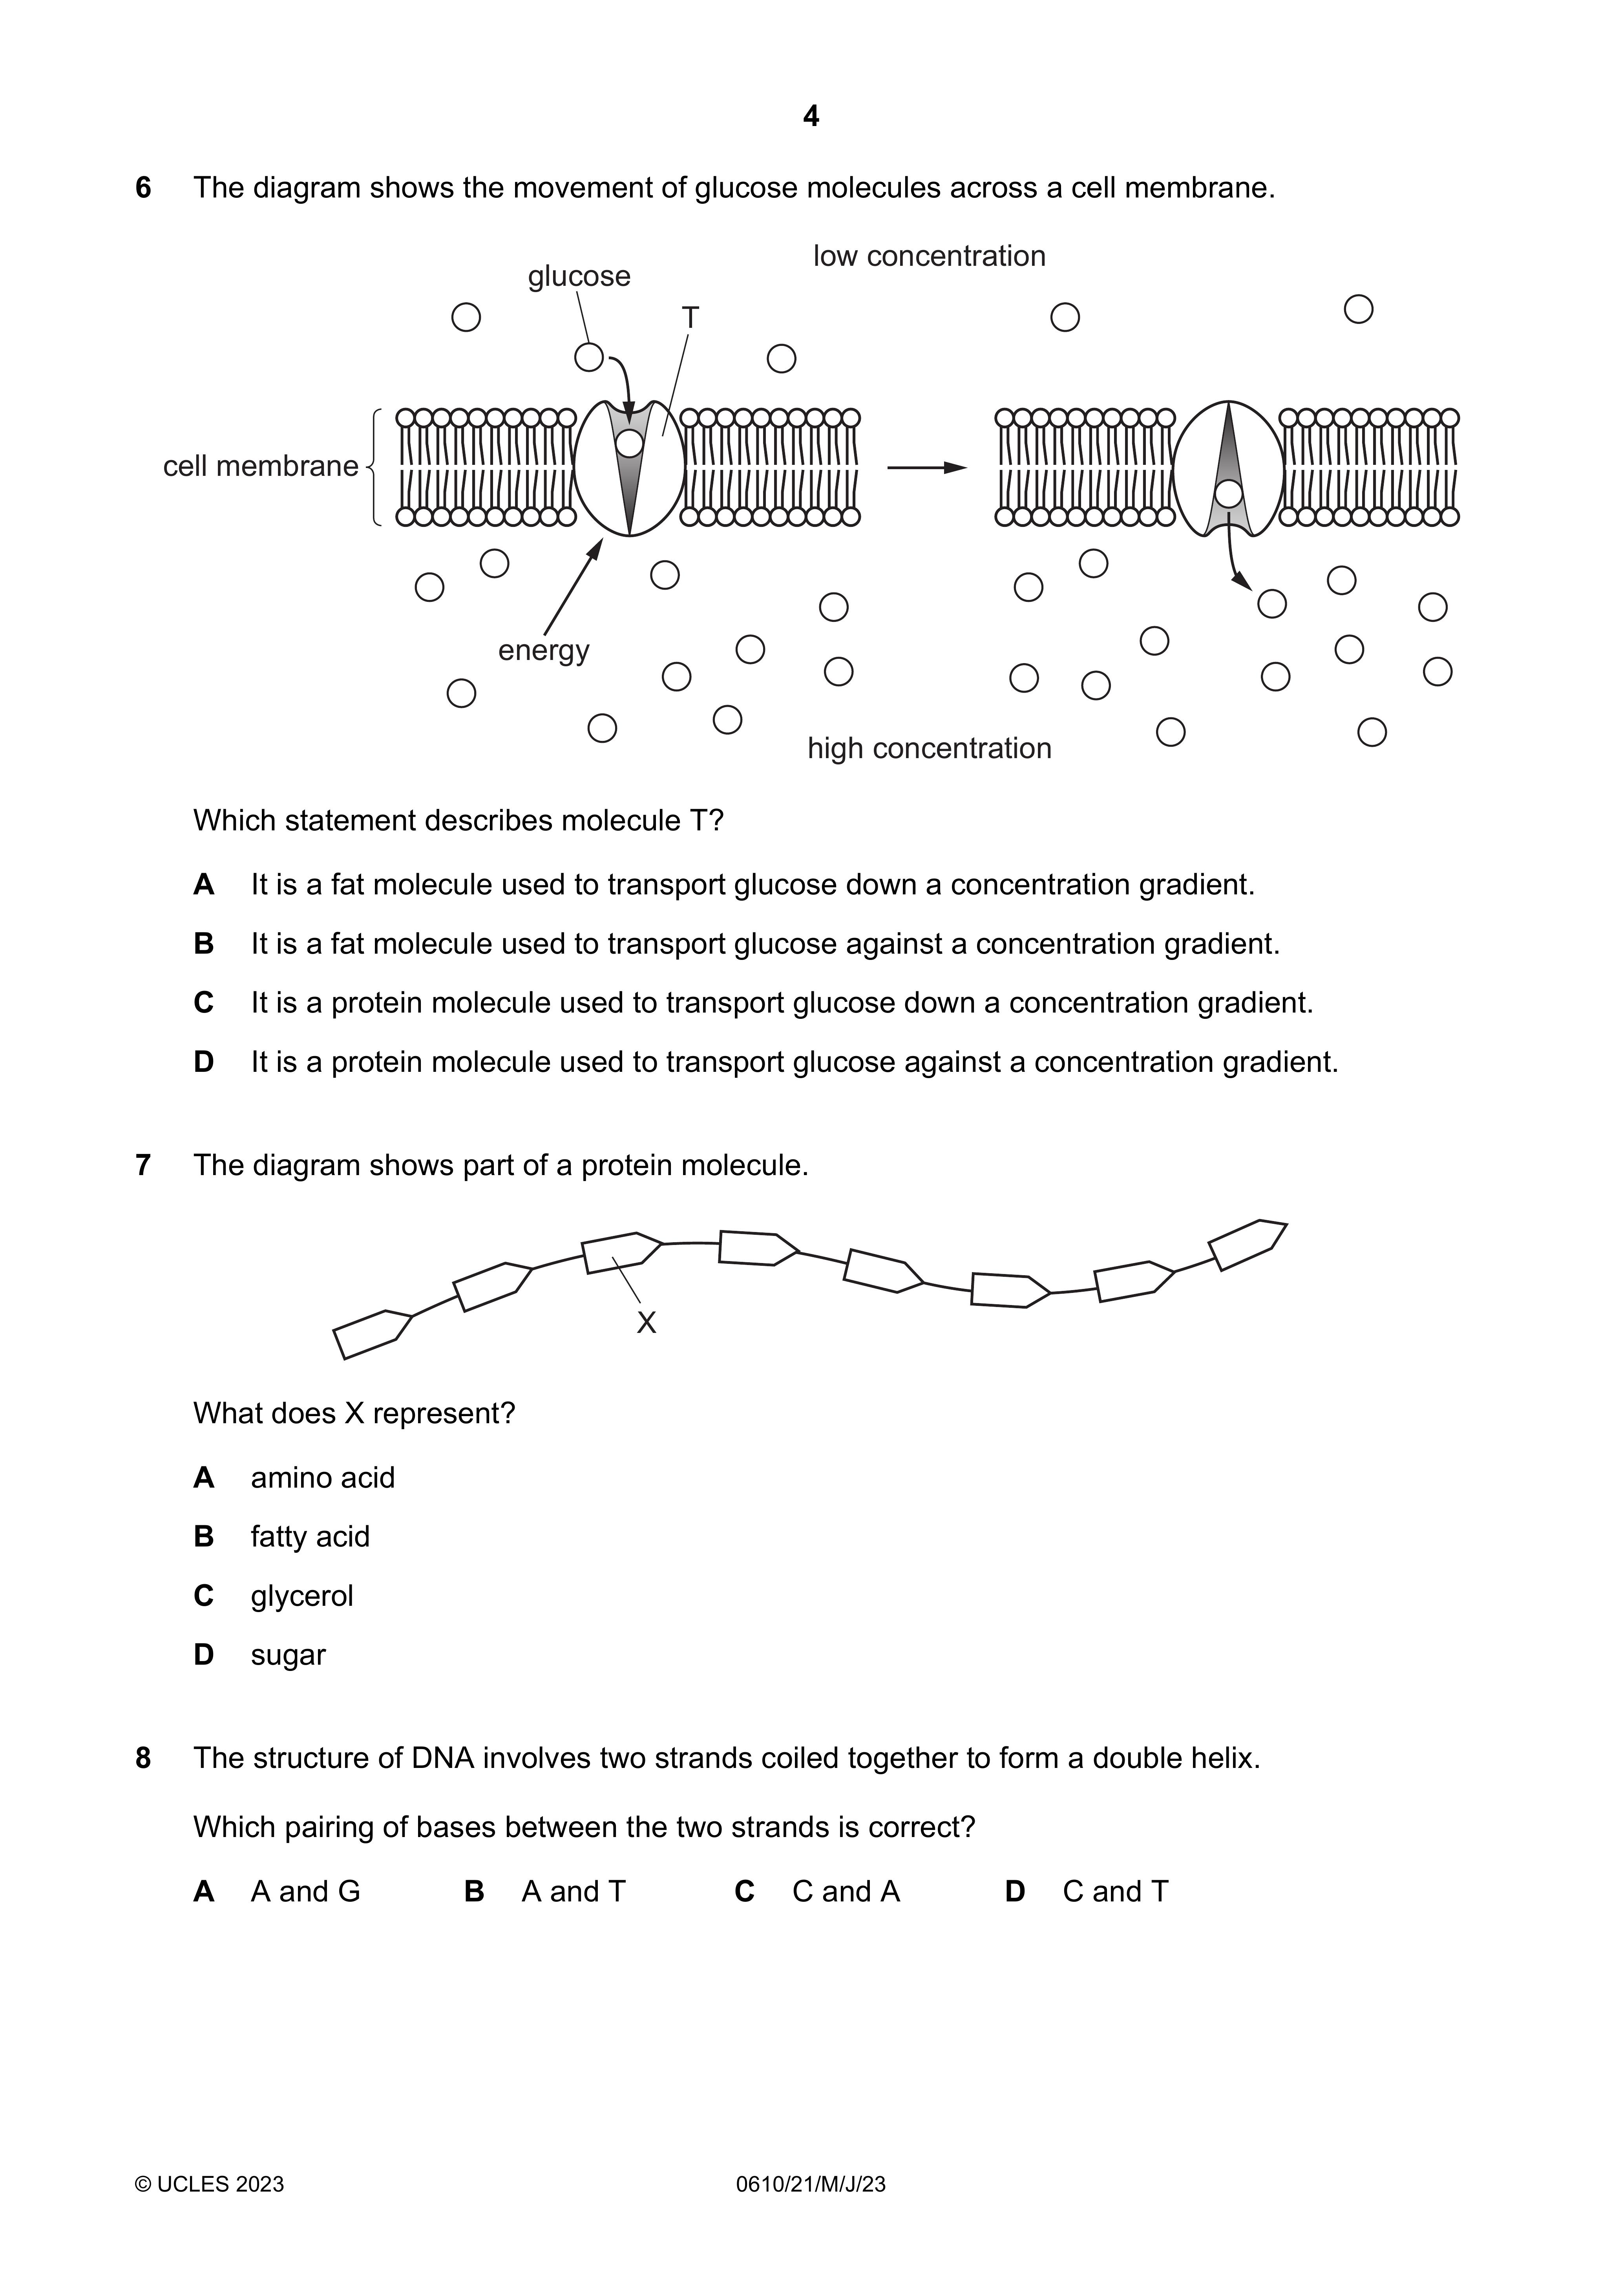 4
6 The diagram shows the movement of glucose molecules across a cell membrane.
low concentration
glucose
T
cell membrane
energy
high concentration
Which statement describes molecule T?
A It is a fat molecule used to transport glucose down a concentration gradient.
B It is a fat molecule used to transport glucose against a concentration gradient.
C It is a protein molecule used to transport glucose down a concentration gradient.
D It is a protein molecule used to transport glucose against a concentration gradient.
7 The diagram shows part of a protein molecule.
X
What does X represent?
A amino acid
B fatty acid
C glycerol
D sugar
8 The structure of DNA involves two strands coiled together to form a double helix.
Which pairing of bases between the two strands is correct?
A A and G B A and T C C and A D C and T
© UCLES 2023 0610/21/M/J/23